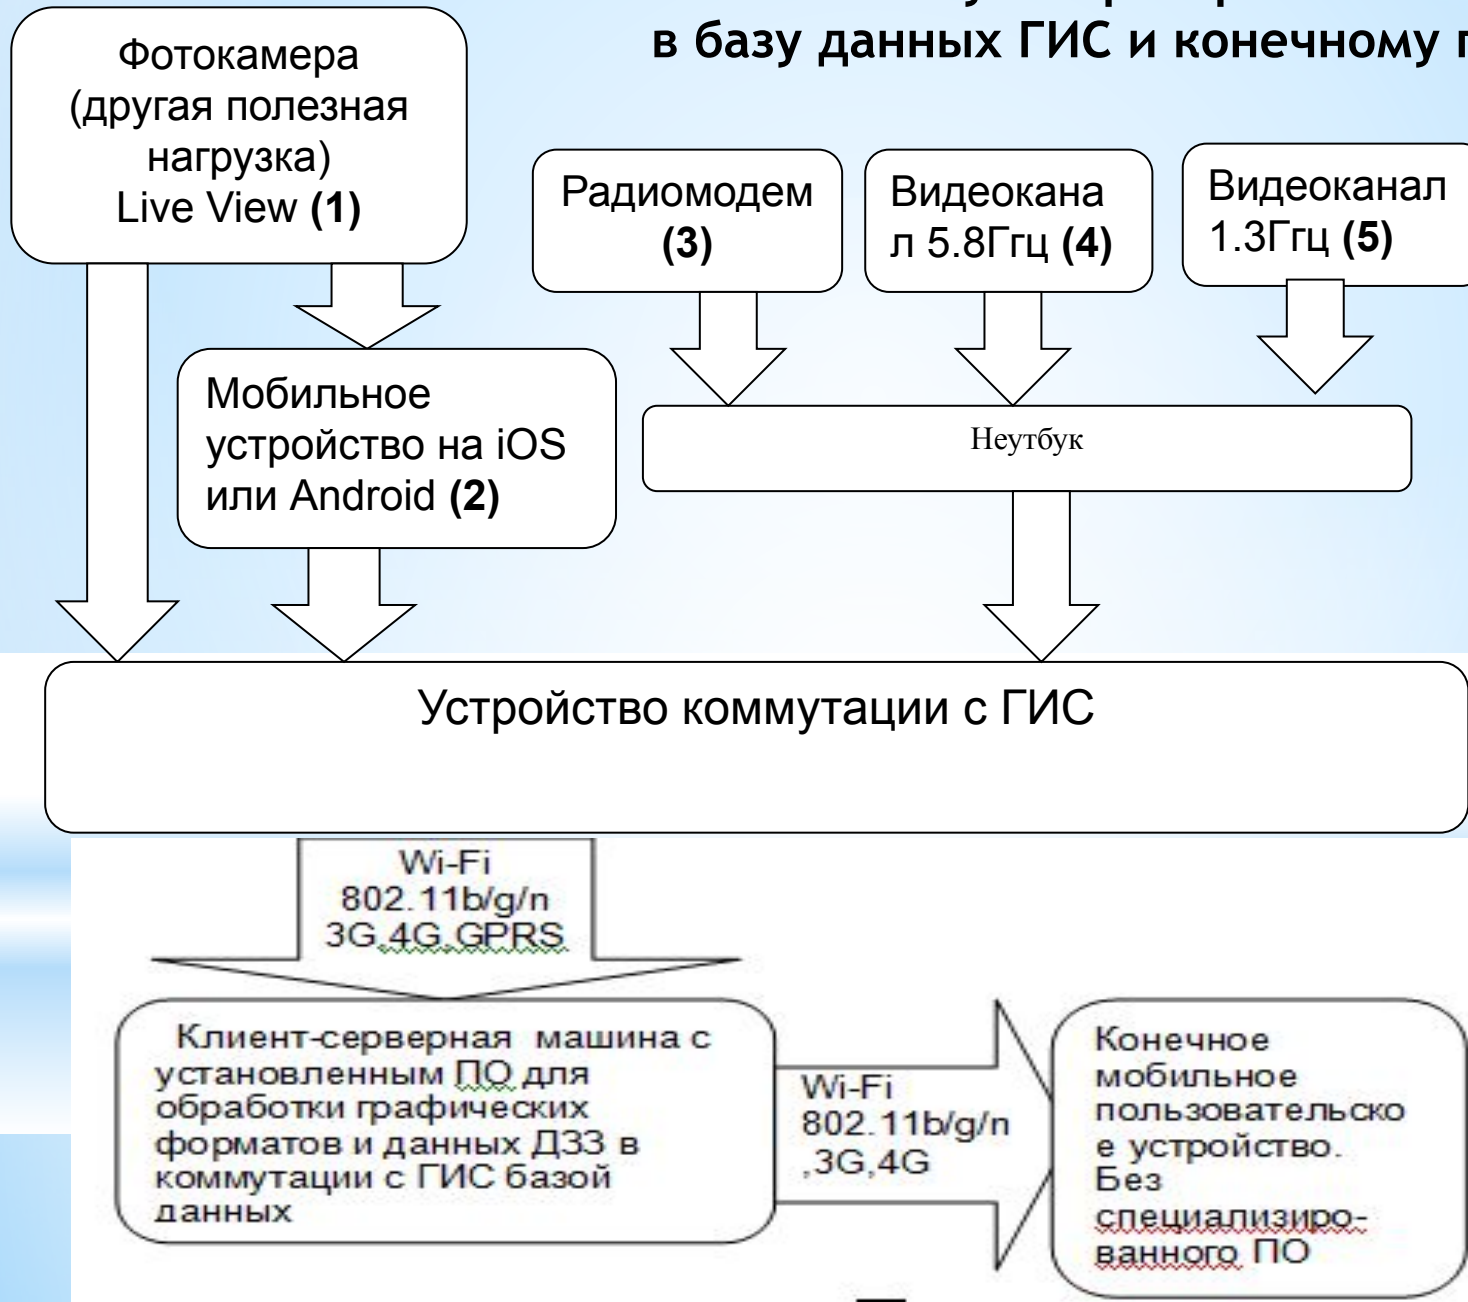 в базу данных ГИС и конечному
Фотокамера
(другая полезная
нагрузка)
Live View (1)
Радиомодем
(3)
Видеокана
л 5.8Ггц (4)
Видеоканал
1.3Ггц (5)
Мобильное
устройство на iOS
или Android (2)
Неутбук
Устройство коммутации с ГИС
Wi-Fi
802.11b/g/n
3G,4G,GPRS
Клиент-серверная машина с
установленным ПО для
обработки графических
форматов и данных ДЗЗ в
коммутации с ГИС базой
данных
Wi-Fi
802.11b/g/n
,3G,4G
Конечное
мобильное
пользовательско
е устройство.
Без
специализиро-
ванного ПО